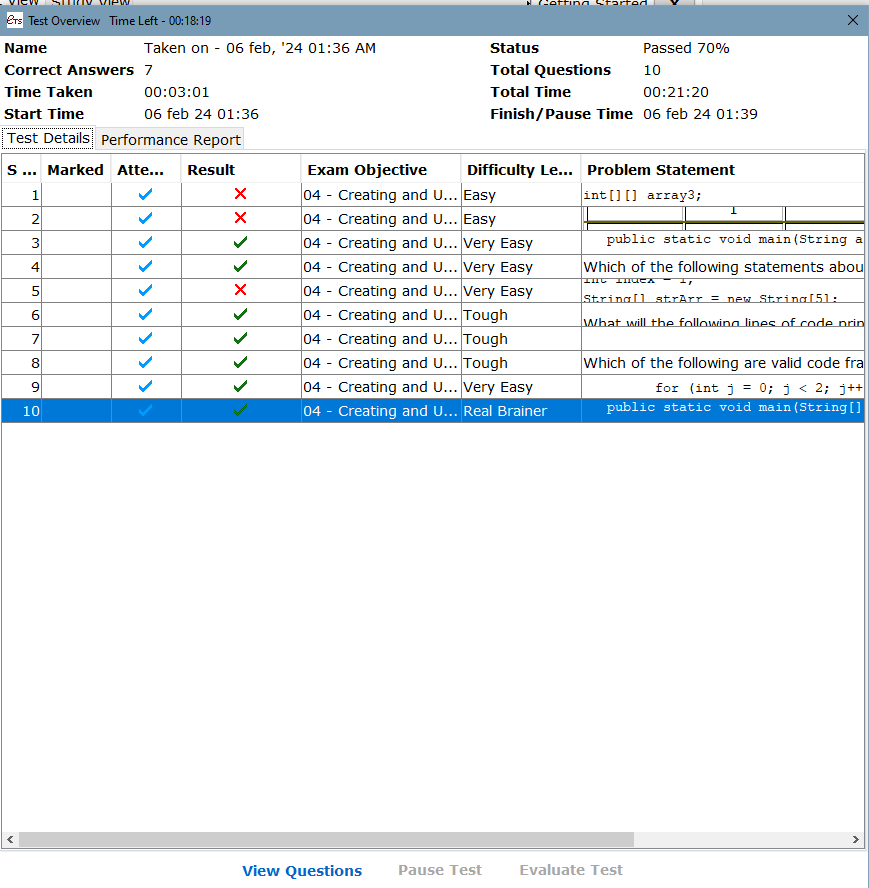 View Study View Getting Started X
ETS Test Overview Time Left - 00:18:19
Name Taken on - 06 feb, '24 01:36 AM Status Passed 70%
Correct Answers 7 Total Questions 10
Time Taken 00:03:01 Total Time 00:21:20
Start Time 06 feb 24 01:36 Finish/Pause Time 06 feb 24 01:39
Test Details Performance Report
S ... Marked Atte... Result Exam Objective Difficulty Le... Problem Statement
1 04 - Creating and U... Easy int[][] array3;
2 04 - Creating and U... Easy
3 04 - Creating and U... Very Easy public static void main(String a
4 04 - Creating and U... Very Easy Which of the following statements abou
int index = 1;
5 04 - Creating and U... Very Easy String[] strArr = new String[5];
6 04 - Creating and U... Tough What will the following lines of code prin
7 04 - Creating and U... Tough
8 04 - Creating and U... Tough Which of the following are valid code fra
9 04 - Creating and U... Very Easy for (int j = 0; j < 2; j++
10 04 - Creating and U... Real Brainer public static void main(String[]
View Questions Pause Test Evaluate Test